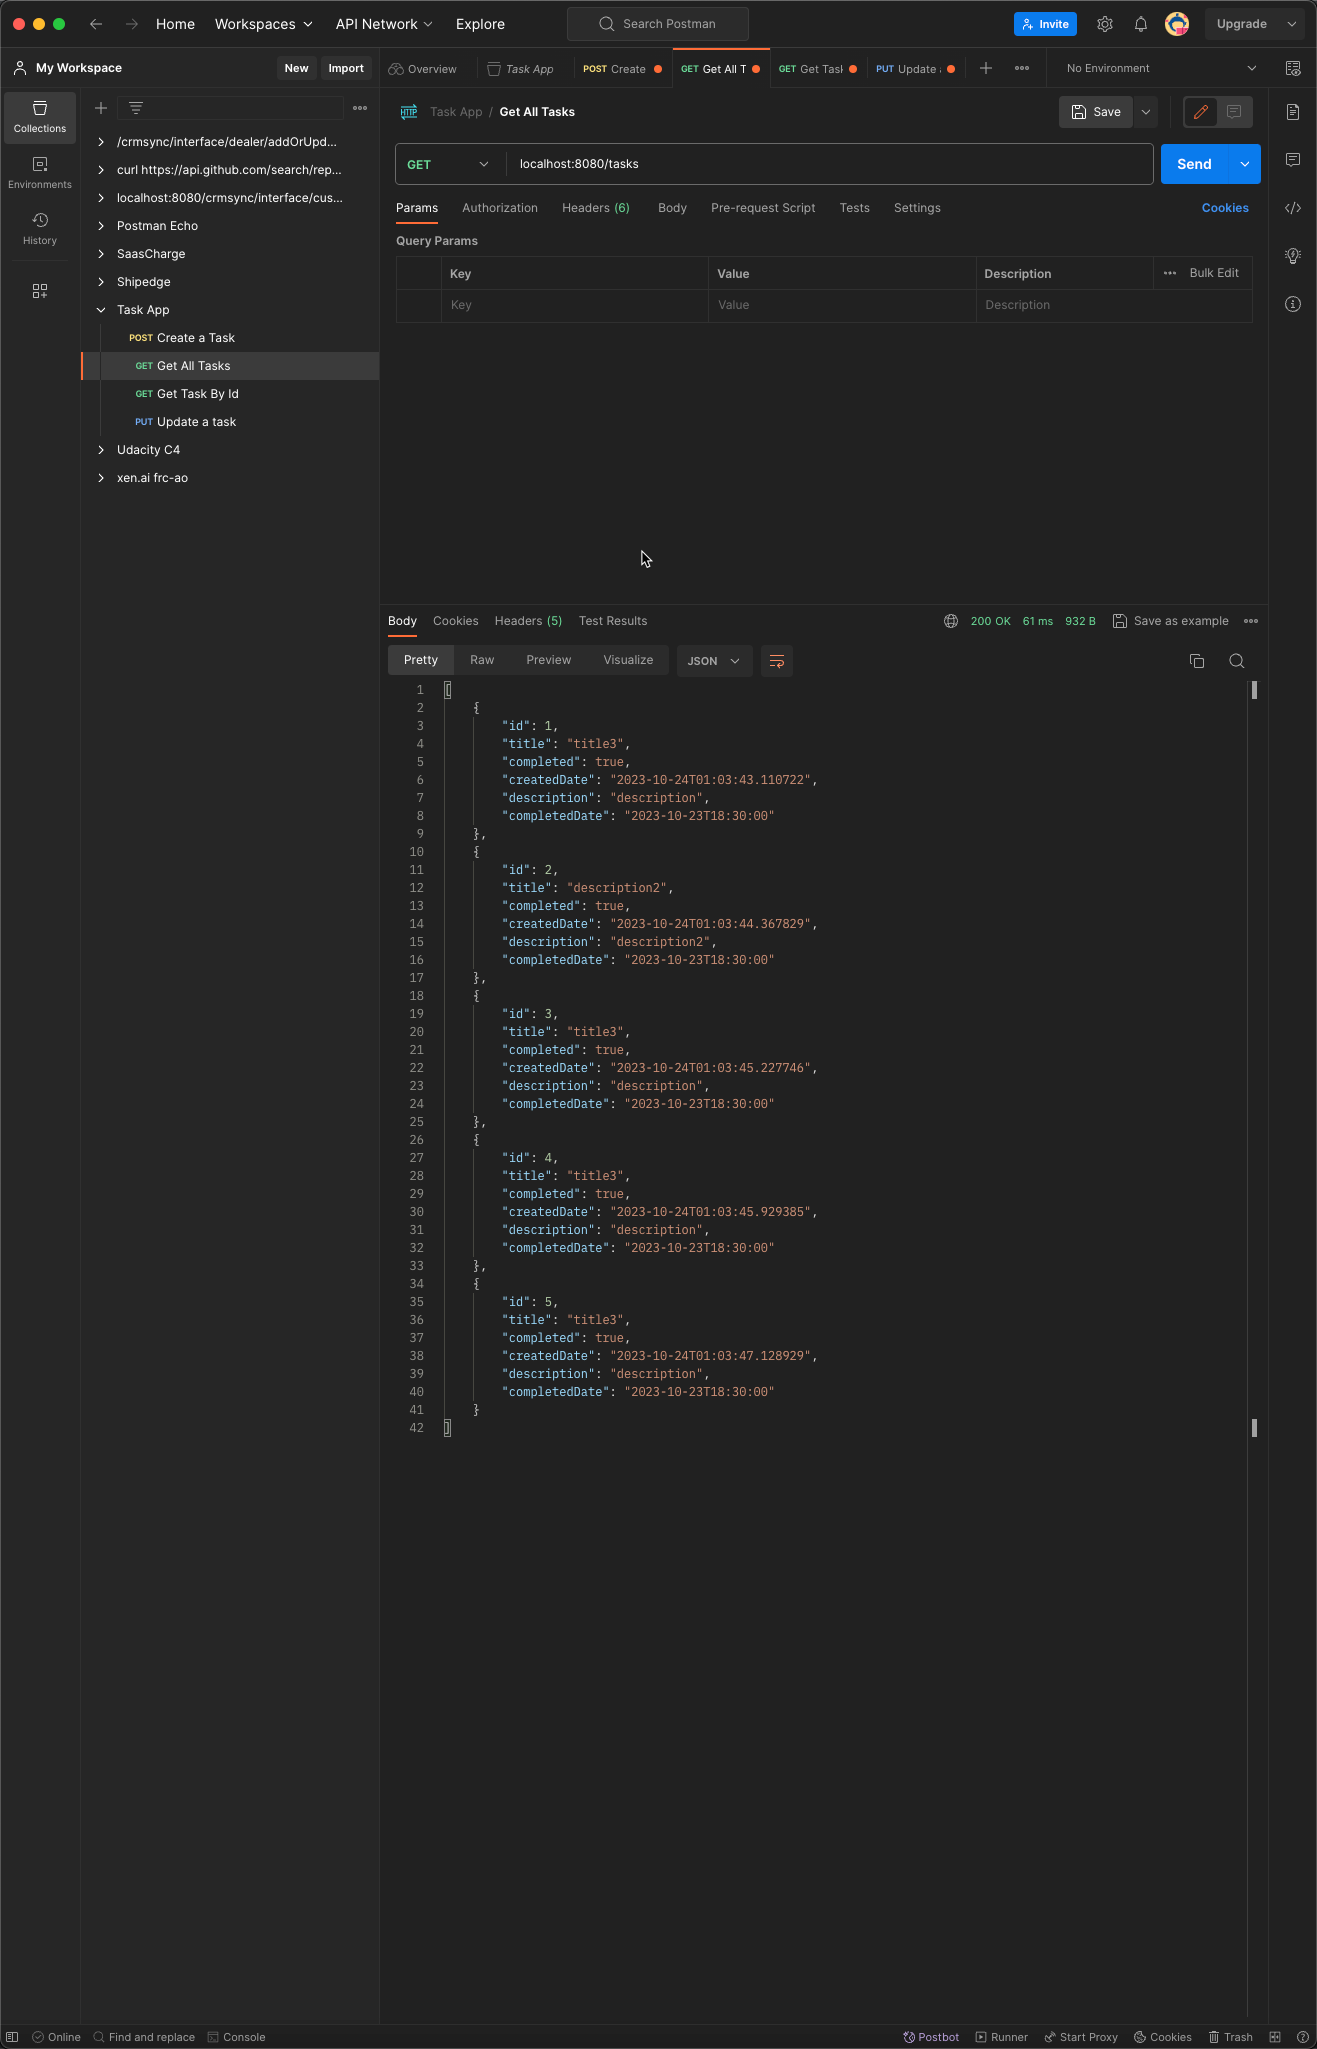 Home Workspaces API Network Explore Search Postman Invite Upgrade
My Workspace New Import Overview Task App POST Create GET Get All T GET Get Task PUT Update No Environment
Collections
Environments
History
/crmsync/interface/dealer/addOrUpd...
curl https://api.github.com/search/rep...
localhost:8080/crmsync/interface/cus...
Postman Echo
SaasCharge
Shipedge
Task App
POST Create a Task
GET Get All Tasks
GET Get Task By Id
PUT Update a task
Udacity C4
xen.ai frc-ao
HTTP Task App / Get All Tasks Save
GET localhost:8080/tasks Send
Params Authorization Headers (6) Body Pre-request Script Tests Settings Cookies
Query Params
Key Value Description Bulk Edit
Key Value Description
Body Cookies Headers (5) Test Results 200 OK 61 ms 932 B Save as example
Pretty Raw Preview Visualize JSON
1 [
2 {
3 "id": 1,
4 "title": "title3",
5 "completed": true,
6 "createdDate": "2023-10-24T01:03:43.110722",
7 "description": "description",
8 "completedDate": "2023-10-23T18:30:00"
9 },
10 {
11 "id": 2,
12 "title": "description2",
13 "completed": true,
14 "createdDate": "2023-10-24T01:03:44.367829",
15 "description": "description2",
16 "completedDate": "2023-10-23T18:30:00"
17 },
18 {
19 "id": 3,
20 "title": "title3",
21 "completed": true,
22 "createdDate": "2023-10-24T01:03:45.227746",
23 "description": "description",
24 "completedDate": "2023-10-23T18:30:00"
25 },
26 {
27 "id": 4,
28 "title": "title3",
29 "completed": true,
30 "createdDate": "2023-10-24T01:03:45.929385",
31 "description": "description",
32 "completedDate": "2023-10-23T18:30:00"
33 },
34 {
35 "id": 5,
36 "title": "title3",
37 "completed": true,
38 "createdDate": "2023-10-24T01:03:47.128929",
39 "description": "description",
40 "completedDate": "2023-10-23T18:30:00"
41 }
42 ]
Online Find and replace Console Postbot Runner Start Proxy Cookies Trash